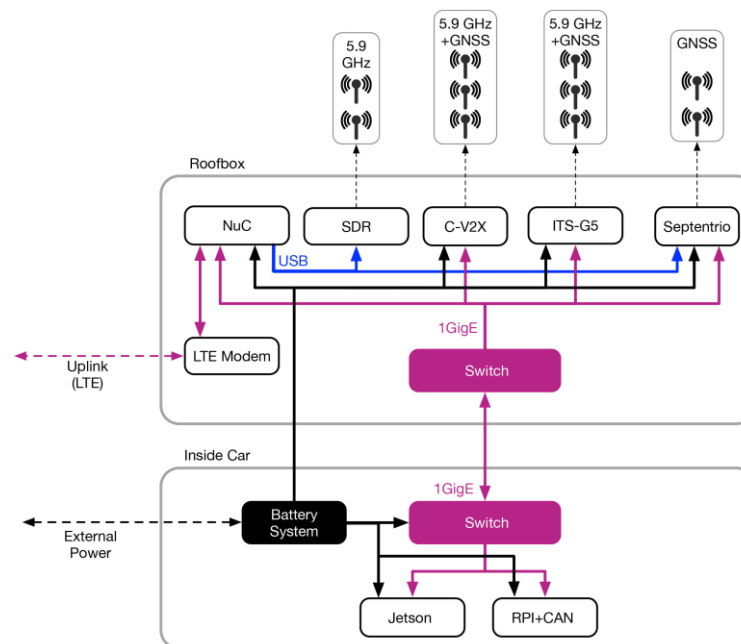 5.9
GHz
5.9 GHz
+GNSS
5.9 GHz
+GNSS
GNSS
Roofbox
NuC
SDR
C-V2X
ITS-G5
Septentrio
USB
1GigE
LTE Modem
Uplink
(LTE)
Switch
Inside Car
1GigE
Battery
System
Switch
External
Power
Jetson
RPI+CAN